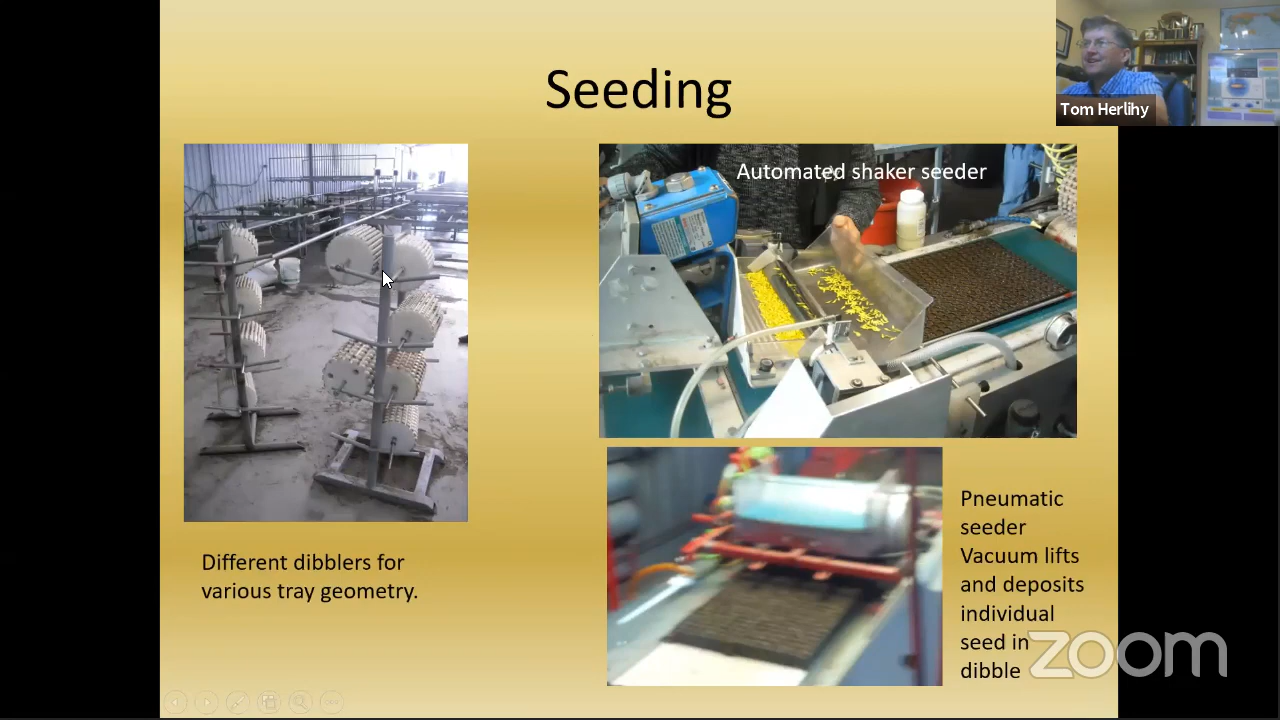 Seeding
Tom Herlihy
Automated shaker seeder
Different dibblers for
various tray geometry.
Pneumatic
seeder
Vacuum lifts
and deposits
individual
seed in
dibble
zoom